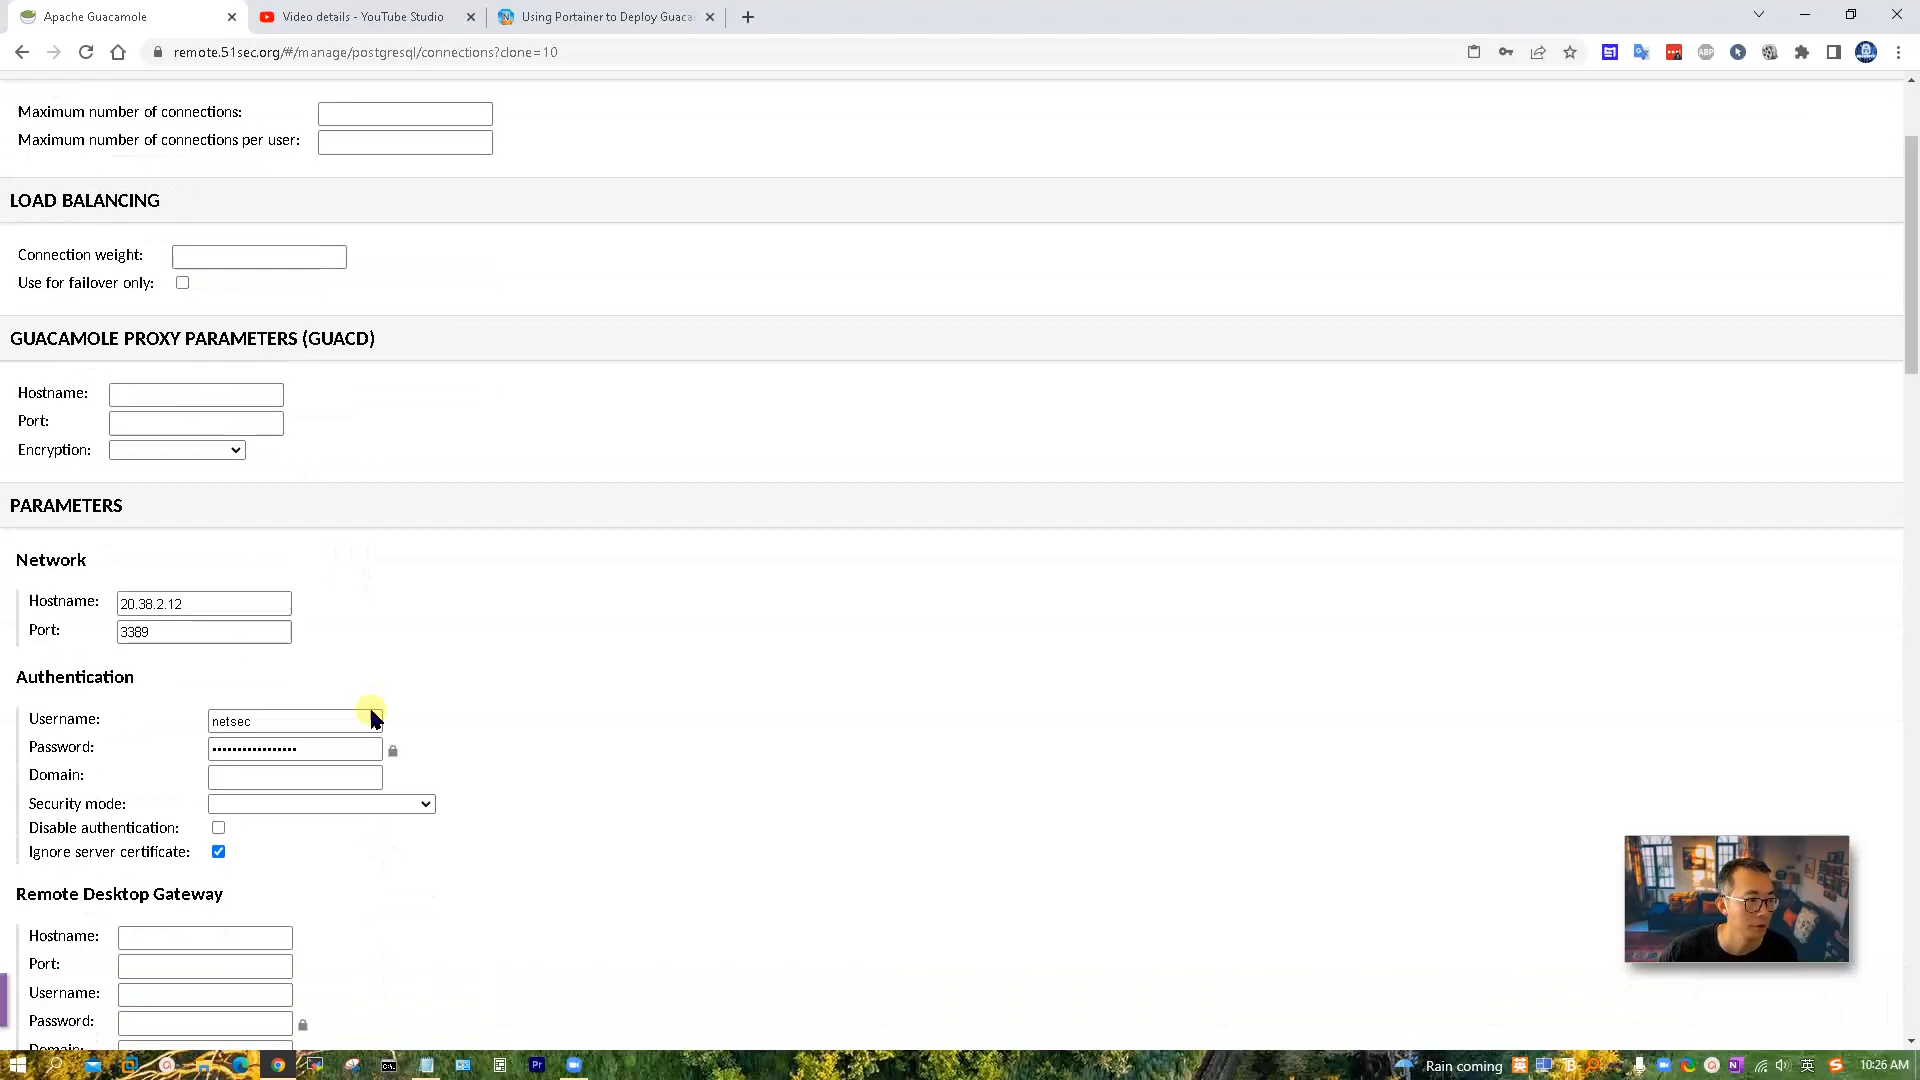 Apache Guacamole
Video details - YouTube Studio
Using Portainer to Deploy Guaca
remote.51sec.org/#/manage/postgresql/connections?clone=10
Maximum number of connections:
Maximum number of connections per user:
LOAD BALANCING
Connection weight:
Use for failover only:
GUACAMOLE PROXY PARAMETERS (GUACD)
Hostname:
Port:
Encryption:
PARAMETERS
Network
Hostname: 20.38.2.12
Port: 3389
Authentication
Username: netsec
Password: •••••••••••••••••
Domain:
Security mode:
Disable authentication:
Ignore server certificate:
Remote Desktop Gateway
Hostname:
Port:
Username:
Password:
Domain:
Rain coming
英
10:26 AM